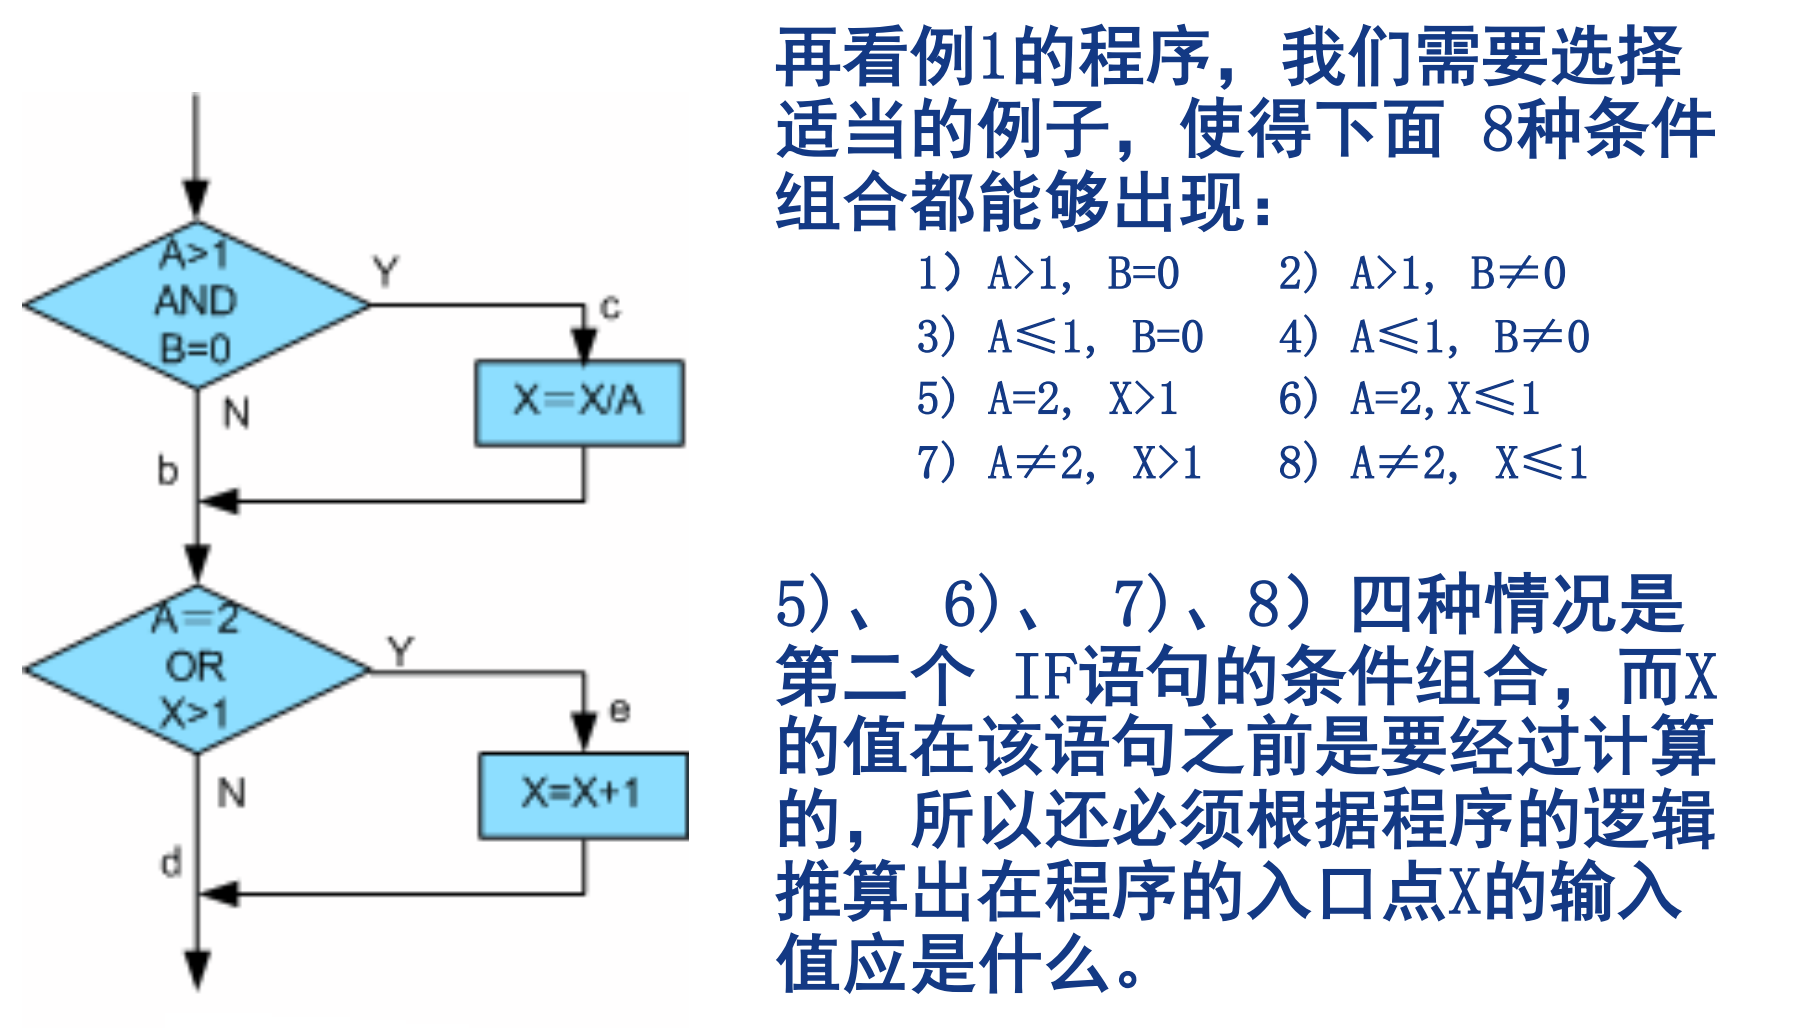 再看例1的程序，我们需要选择
适当的例子，使得下面 8种条件
组合都能够出现：
1) A>1, B=0 2) A>1, B≠0
3) A≤1, B=0 4) A≤1, B≠0
5) A=2, X>1 6) A=2,X≤1
7) A≠2, X>1 8) A≠2, X≤1
5)、 6)、 7)、8）四种情况是
第二个 IF语句的条件组合，而X
的值在该语句之前是要经过计算
的，所以还必须根据程序的逻辑
推算出在程序的入口点X的输入
值应是什么。
A>1
AND
B=0
Y
c
X=X/A
N
b
A=2
OR
X>1
Y
e
X=X+1
N
d